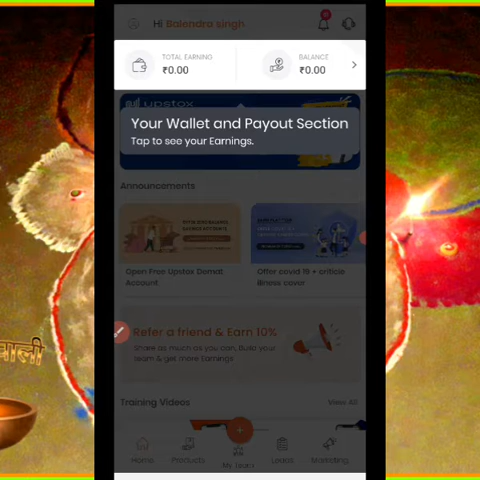 Hi Balendra singh
TOTAL EARNING
₹0.00
BALANCE
₹0.00
upstox
Your Wallet and Payout Section
Tap to see your Earnings.
Announcements
Open Free Upstox Demat
Account
Offer covid 19 + criticle
illness cover
Refer a friend & Earn 10%
Share as much as you can, Build your
team & get more Earnings
Training Videos
View All
Home
Products
My Team
Leads
Marketing